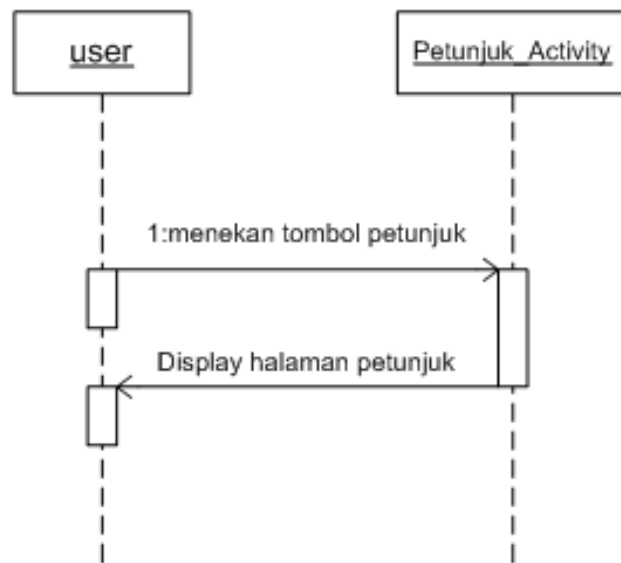 user
Petunjuk_Activity
1:menekan tombol petunjuk
Display halaman petunjuk